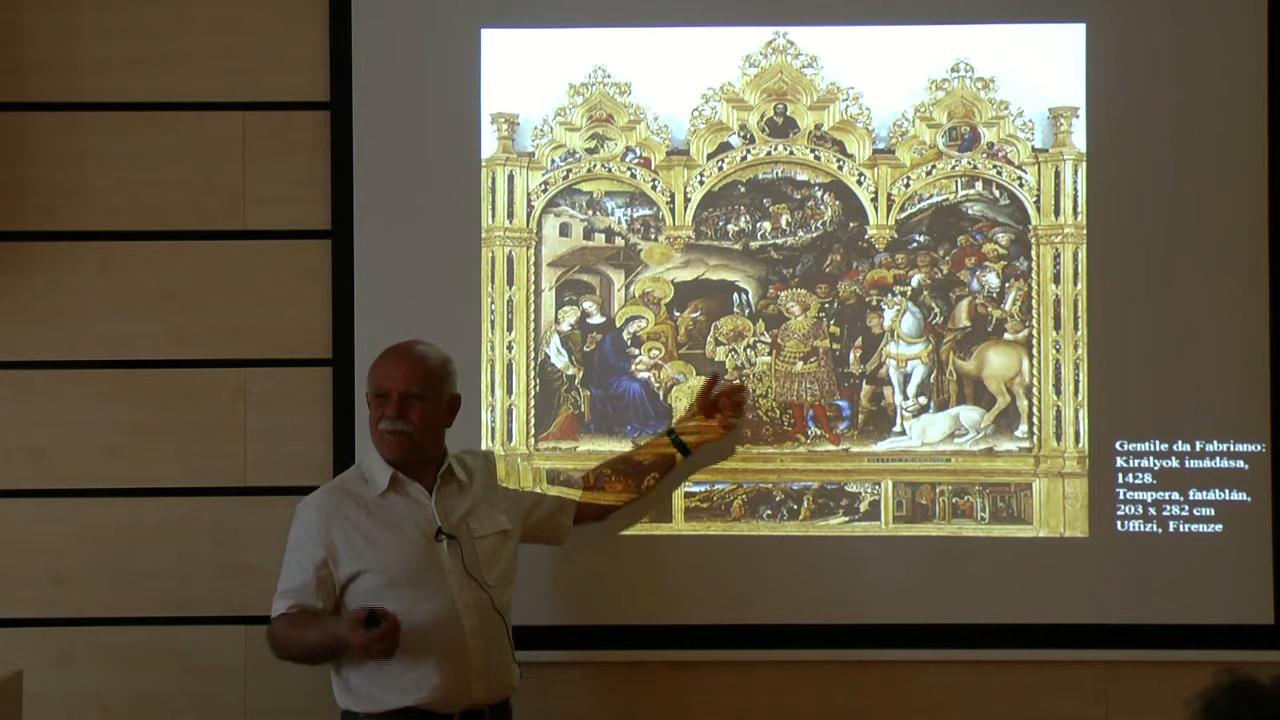 Gentile da Fabriano:
Királyok imádása,
1428.
Tempera, fatáblán,
203 x 282 cm
Uffizi, Firenze